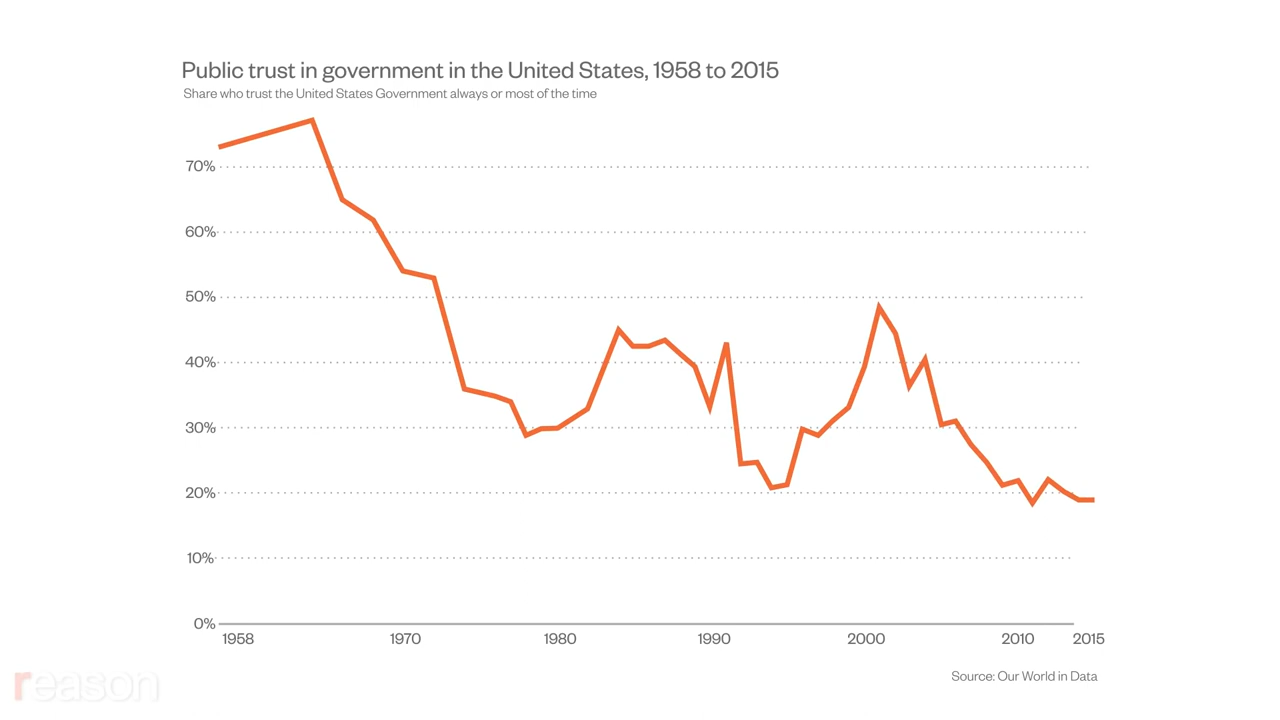 Public trust in government in the United States, 1958 to 2015
Share who trust the United States Government always or most of the time
70%
60%
50%
40%
30%
20%
10%
0%
1958 1970 1980 1990 2000 2010 2015
Source: Our World in Data
reason